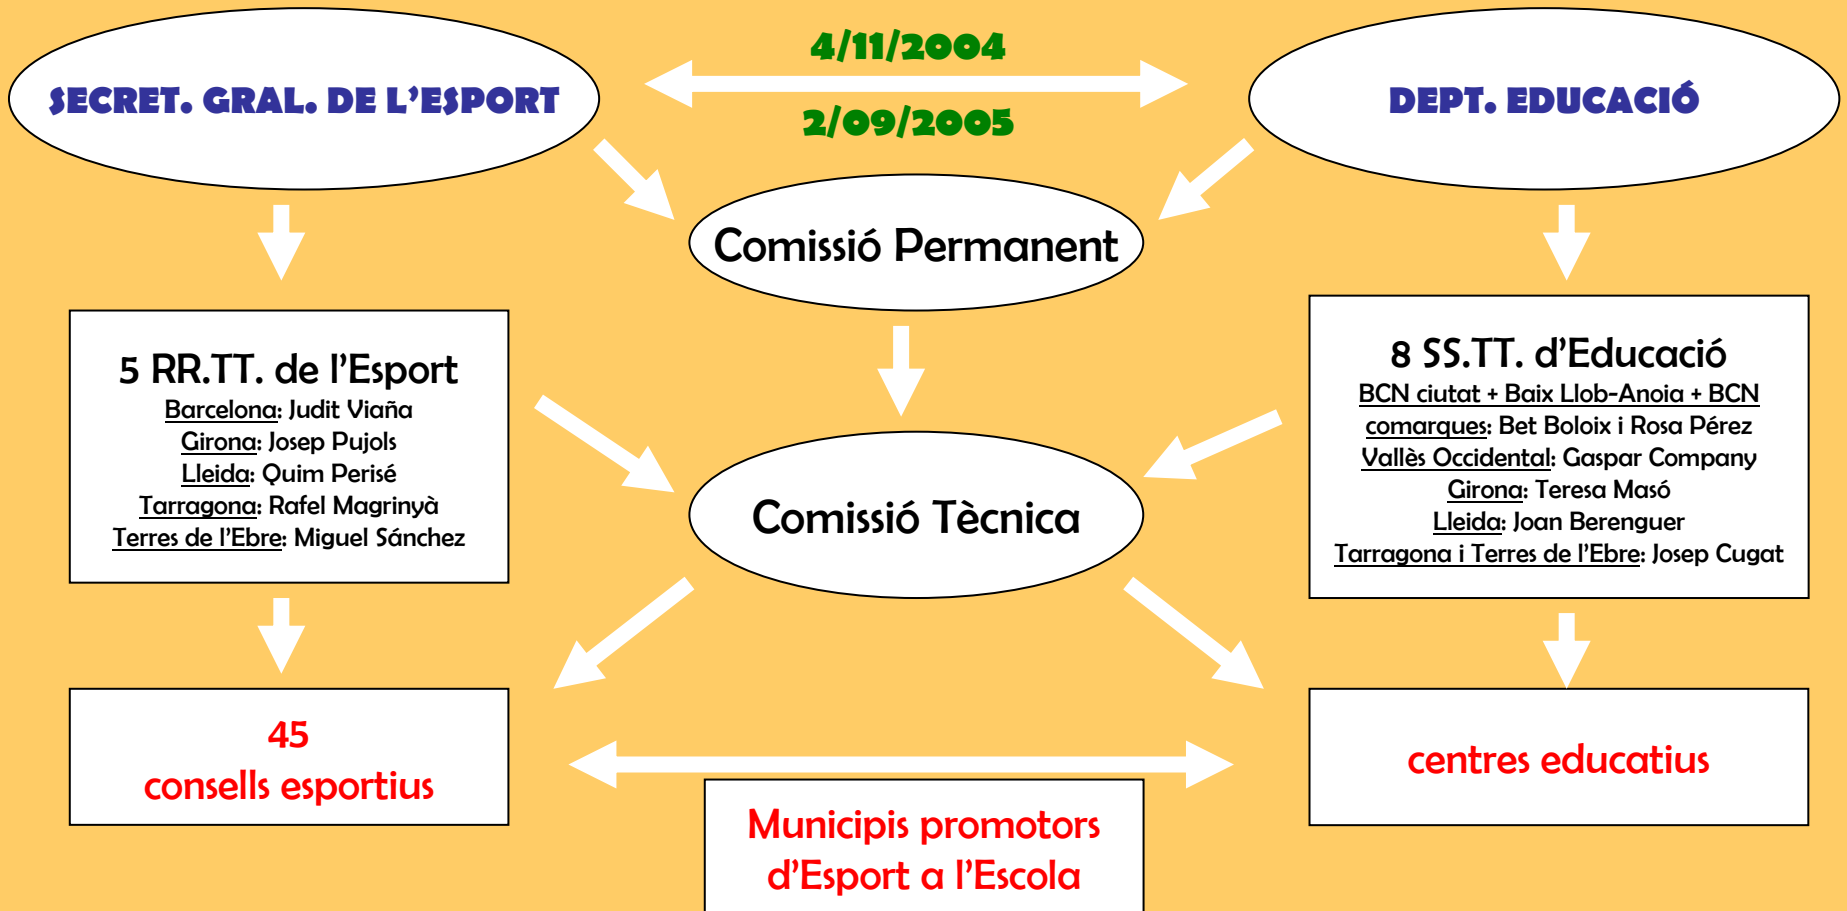 4/11/2004
SECRET. GRAL. DE L'ESPORT
DEPT. EDUCACIÓ
2/09/2005
Comissió Permanent
5 RR.TT. de l'Esport
Barcelona: Judit Viaña
Girona: Josep Pujols
Lleida: Quim Perisé
Tarragona: Rafel Magrinyà
Terres de l'Ebre: Miguel Sánchez
8 SS.TT. d'Educació
BCN ciutat + Baix Llob-Anoia + BCN
comarques: Bet Boloix i Rosa Pérez
Vallès Occidental: Gaspar Company
Girona: Teresa Masó
Lleida: Joan Berenguer
Tarragona i Terres de l'Ebre: Josep Cugat
Comissió Tècnica
45
consells esportius
centres educatius
Municipis promotors
d'Esport a l'Escola